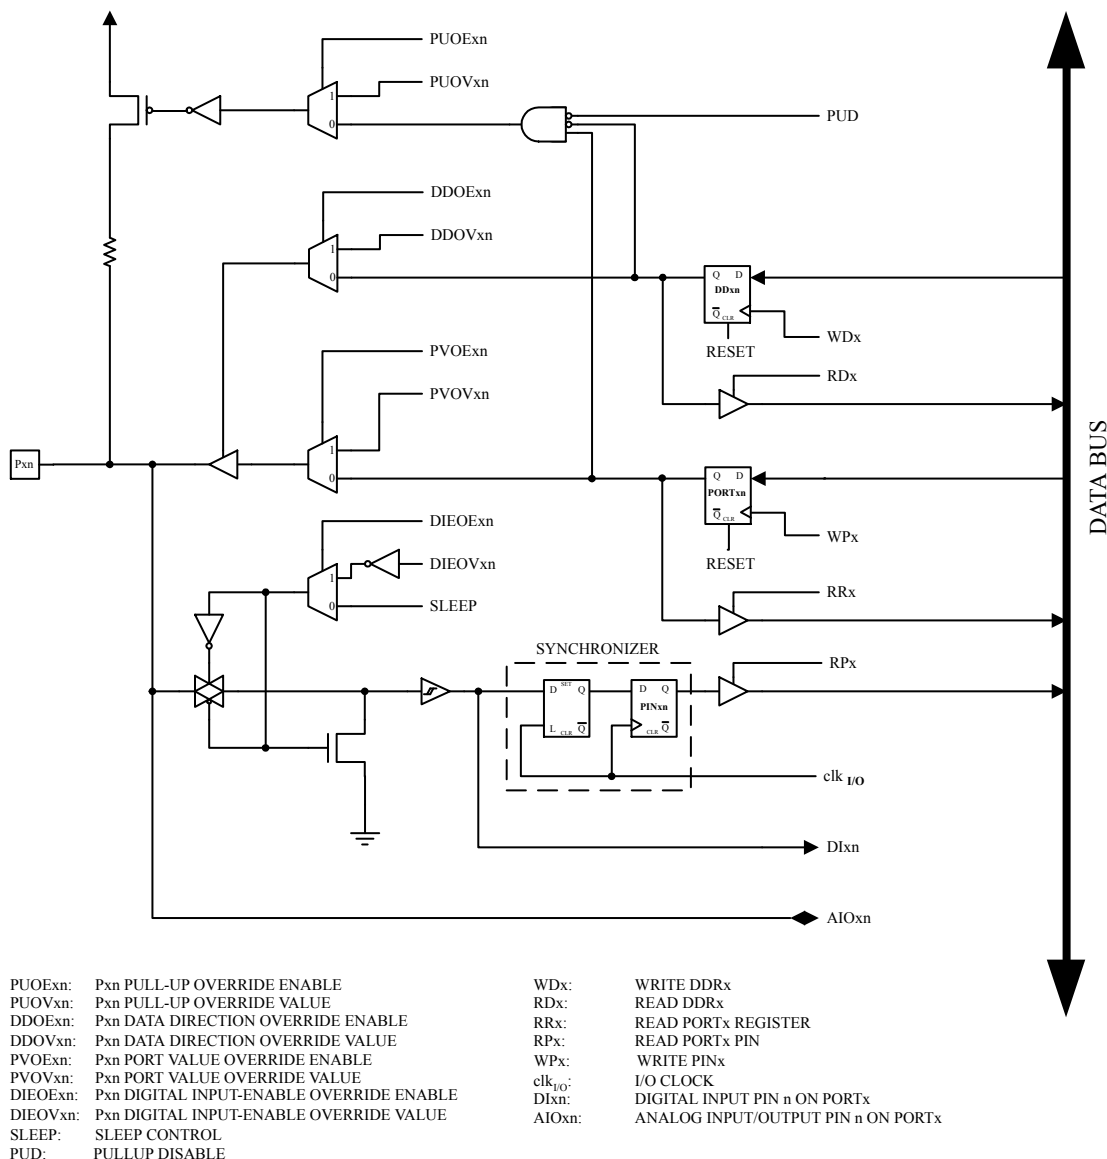 PUOExn
PUOVxn
1
0
PUD
DDOExn
DDOVxn
1
0
Q D
DDxn
Q CLR
WDx
RESET
PVOExn
RDx
PVOVxn
1
Pxn
0
Q D
PORTxn
Q CLR
WPx
RESET
DATA BUS
DIEOExn
DIEOVxn
1
0
SLEEP
RRx
SYNCHRONIZER
RPx
D SET Q
D Q
PINxn
L CLR Q
CLR Q
clk I/O
DIxn
AIOxn
PUOExn: Pxn PULL-UP OVERRIDE ENABLE
PUOVxn: Pxn PULL-UP OVERRIDE VALUE
DDOExn: Pxn DATA DIRECTION OVERRIDE ENABLE
DDOVxn: Pxn DATA DIRECTION OVERRIDE VALUE
PVOExn: Pxn PORT VALUE OVERRIDE ENABLE
PVOVxn: Pxn PORT VALUE OVERRIDE VALUE
DIEOExn: Pxn DIGITAL INPUT-ENABLE OVERRIDE ENABLE
DIEOVxn: Pxn DIGITAL INPUT-ENABLE OVERRIDE VALUE
SLEEP: SLEEP CONTROL
PUD: PULLUP DISABLE
WDx: WRITE DDRx
RDx: READ DDRx
RRx: READ PORTx REGISTER
RPx: READ PORTx PIN
WPx: WRITE PINx
clkI/O: I/O CLOCK
DIxn: DIGITAL INPUT PIN n ON PORTx
AIOxn: ANALOG INPUT/OUTPUT PIN n ON PORTx